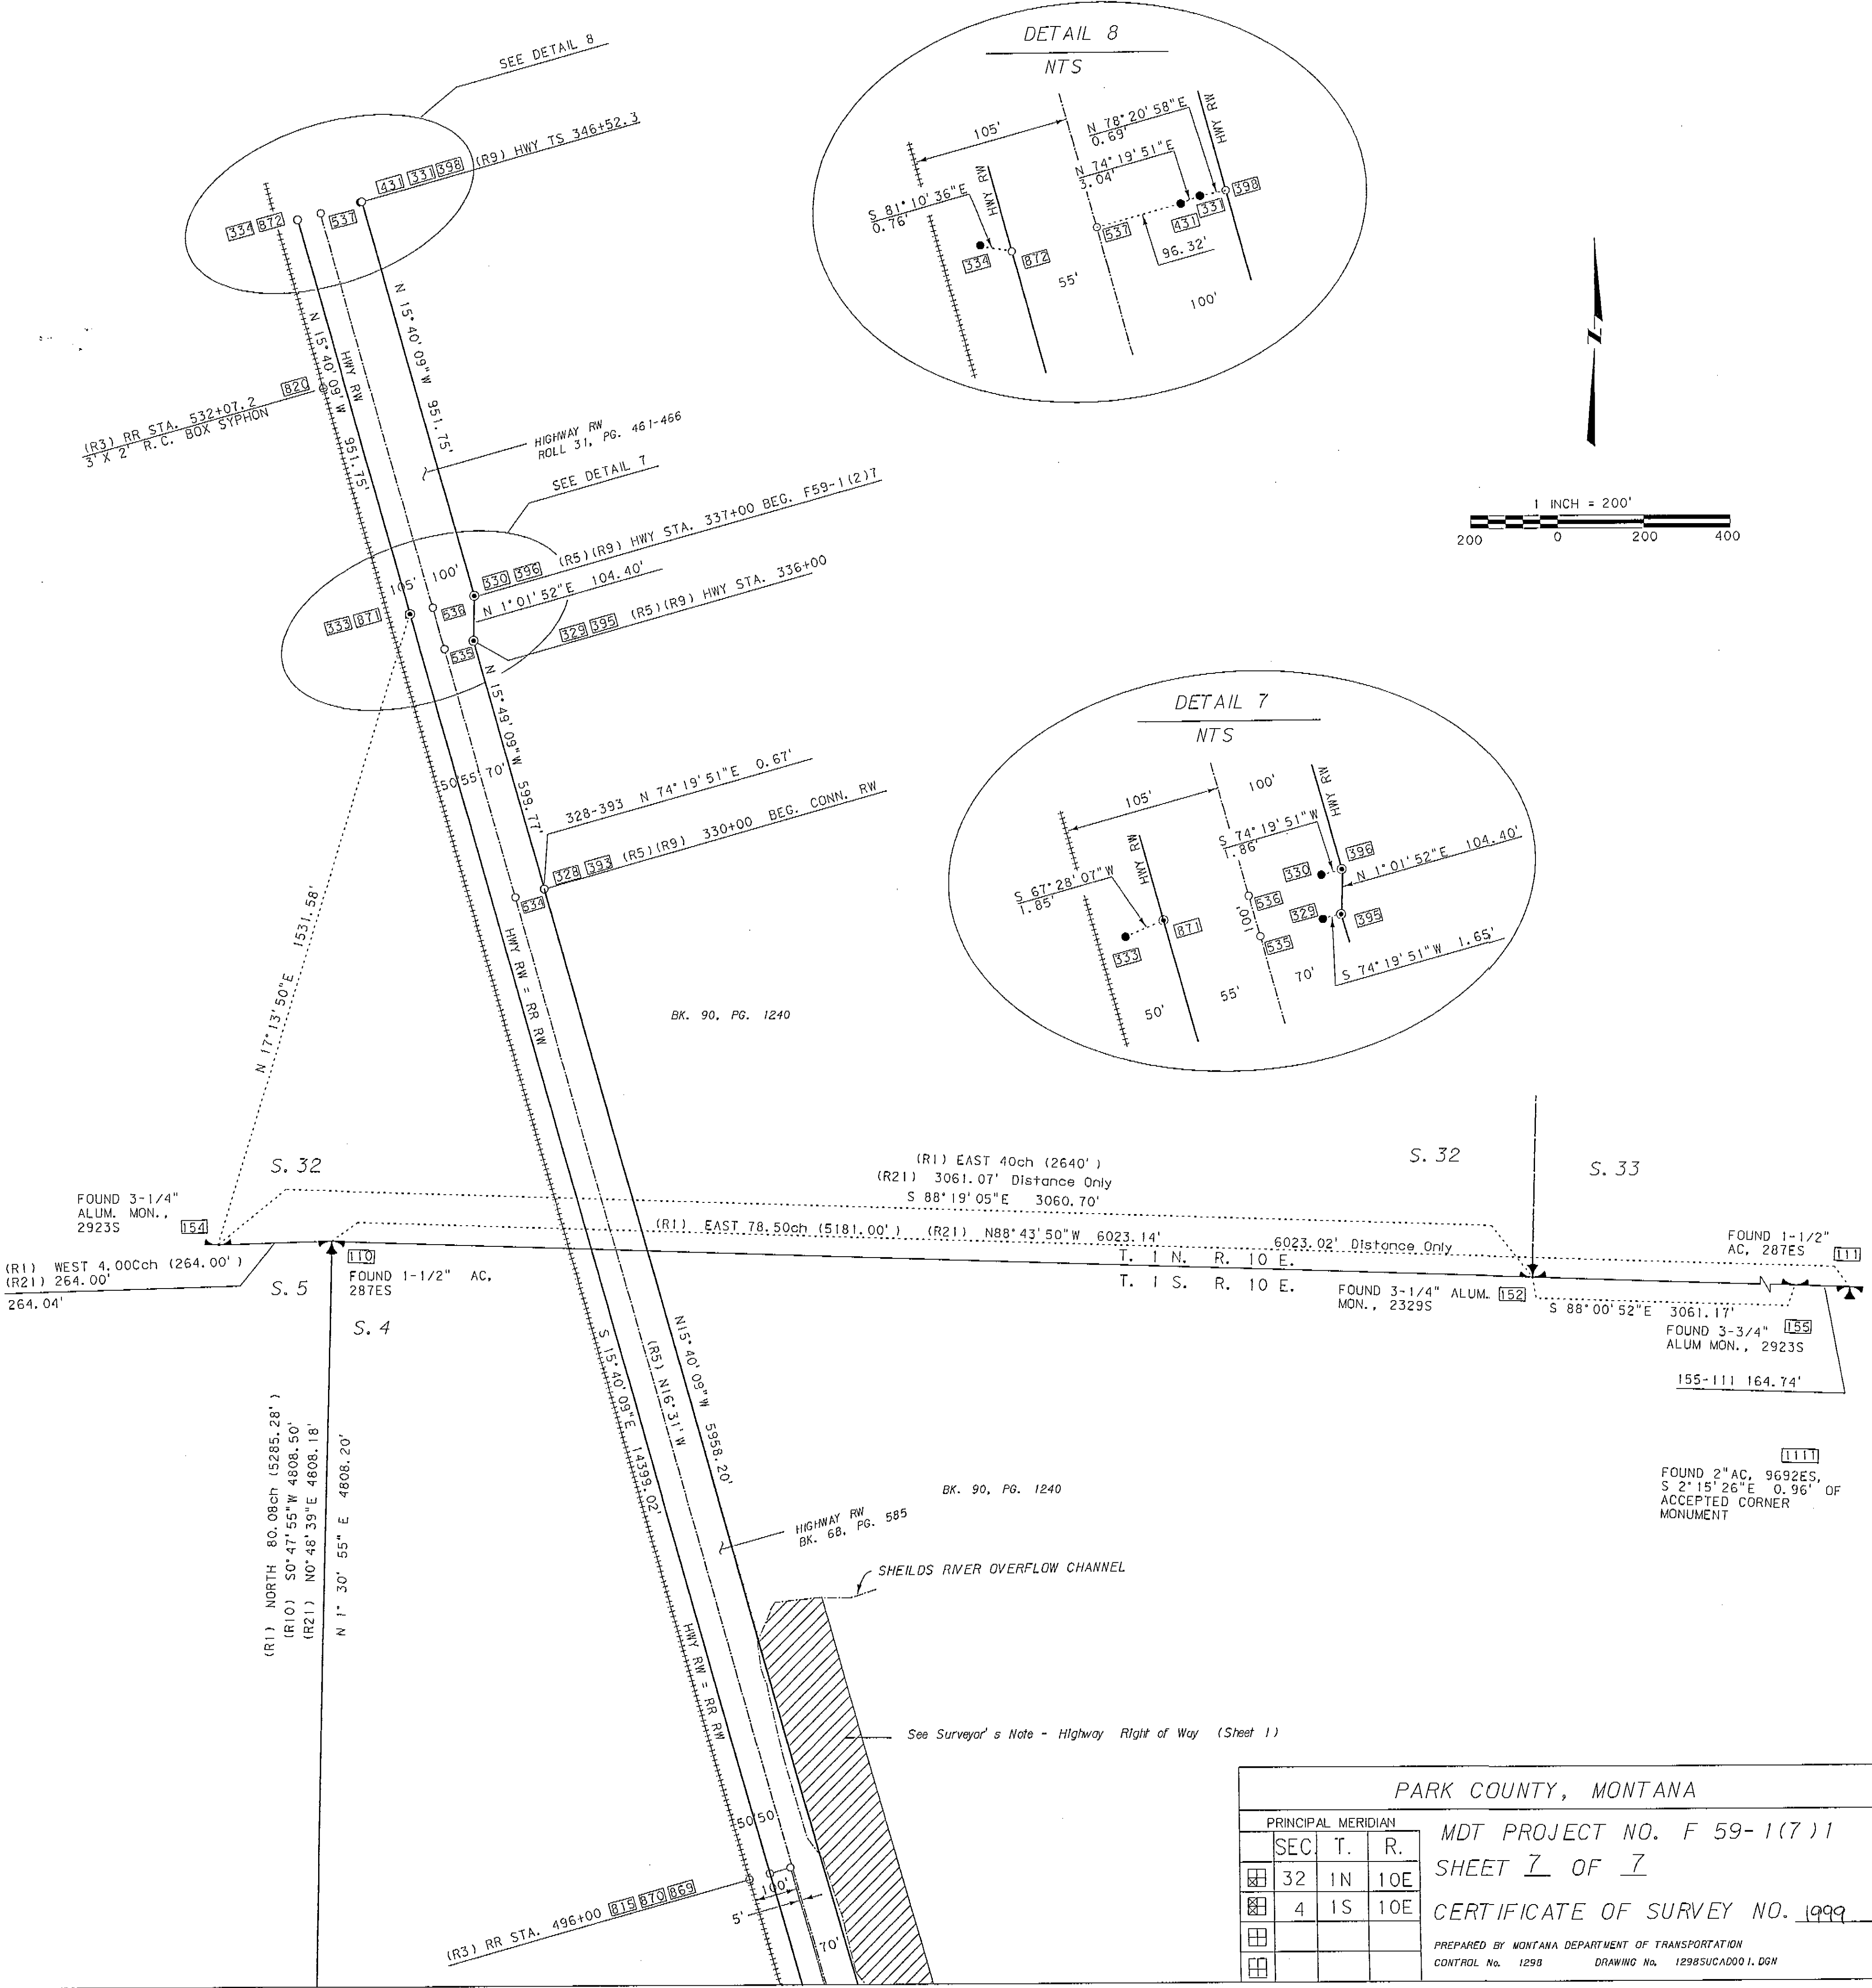 SEE DETAIL 8
431 331 398 (R9) HWY TS 346+52.3
334 872
537
N 15°40'09"W 951.75'
N 15°40'09"W 951.75'
HWY RW
820
(R3) RR STA. 532+07.2
3' X 2' R.C. BOX SYPHON
HIGHWAY RW
ROLL 31, PG. 461-466
SEE DETAIL 7
105' 100'
330 396 (R5)(R9) HWY STA. 337+00 BEG. F59-1(2)7
536
N 1°01'52"E 104.40'
333 871
329 395 (R5)(R9) HWY STA. 336+00
535
N 15°49'09"W 599.77'
50' 55' 70'
328-393 N 74°19'51"E 0.67'
328 393 (R5)(R9) 330+00 BEG. CONN. RW
534
HWY RW = RR RW
N 17°13'50"E 1531.58'
BK. 90, PG. 1240
DETAIL 8
NTS
105'
N 78°20'58"E
0.69'
HWY RW
N 74°19'51"E
3.04'
HWY RW
S 81°10'36"E
0.76'
398
331
431
537
96.32'
334
872
55'
100'
N
1 INCH = 200'
200 0 200 400
DETAIL 7
NTS
105'
100'
HWY RW
S 74°19'51"W
1.86'
HWY RW
396
330
N 1°01'52"E 104.40'
S 67°28'07"W
1.85'
536
329
395
100'
871
535
333
S 74°19'51"W 1.65'
70'
55'
50'
S. 32
(R1) EAST 40ch (2640')
(R21) 3061.07' Distance Only
S 88°19'05"E 3060.70'
S. 32
S. 33
FOUND 3-1/4"
ALUM. MON.,
2923S
154
(R1) EAST 78.50ch (5181.00') (R21) N88°43'50"W 6023.14'
6023.02' Distance Only
FOUND 1-1/2"
AC, 287ES
111
(R1) WEST 4.00Cch (264.00')
(R21) 264.00'
264.04'
110
FOUND 1-1/2" AC,
287ES
T. 1 N. R. 10 E.
T. 1 S. R. 10 E.
S. 5
S. 4
FOUND 3-1/4" ALUM.
MON., 2329S
152
S 88°00'52"E 3061.17'
FOUND 3-3/4"
ALUM MON., 2923S
155
155-111 164.74'
(R1) NORTH 80.08ch (5285.28')
(R10) S0°47'55"W 4808.50'
(R21) N0°48'39"E 4808.18'
N 1° 30' 55" E 4808.20'
S 15°40'09"E 14399.02'
(R5) N16°31'W
N15°40'09"W 5958.20'
1111
FOUND 2"AC, 9692ES,
S 2°15'26"E 0.96' OF
ACCEPTED CORNER
MONUMENT
BK. 90, PG. 1240
HIGHWAY RW
BK. 68, PG. 585
SHEILDS RIVER OVERFLOW CHANNEL
HWY RW = RR RW
See Surveyor's Note - Highway Right of Way (Sheet 1)
50' 50'
100'
5'
70'
(R3) RR STA. 496+00 815 870 869
PARK COUNTY, MONTANA
PRINCIPAL MERIDIAN
SEC. T. R.
32 1N 10E
4 1S 10E
MDT PROJECT NO. F 59-1(7)1
SHEET 7 OF 7
CERTIFICATE OF SURVEY NO. 1999
PREPARED BY MONTANA DEPARTMENT OF TRANSPORTATION
CONTROL No. 1298 DRAWING No. 1298SUCAD001.DGN